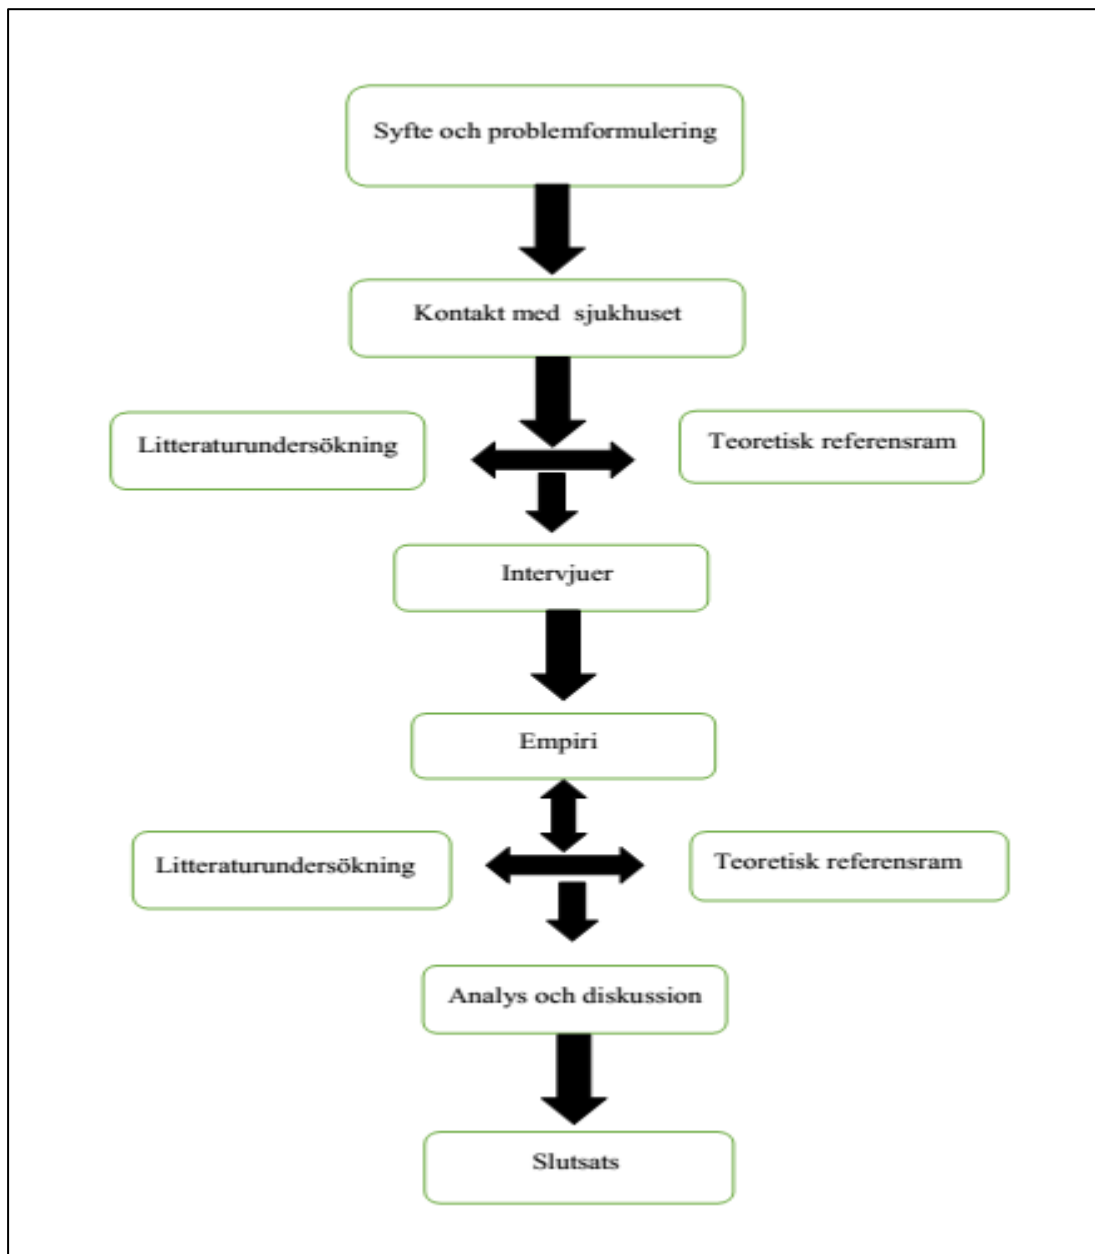 Syfte och problemformulering
Kontakt med sjukhuset
Litteraturundersökning
Teoretisk referensram
Intervjuer
Empiri
Litteraturundersökning
Teoretisk referensram
Analys och diskussion
Slutsats